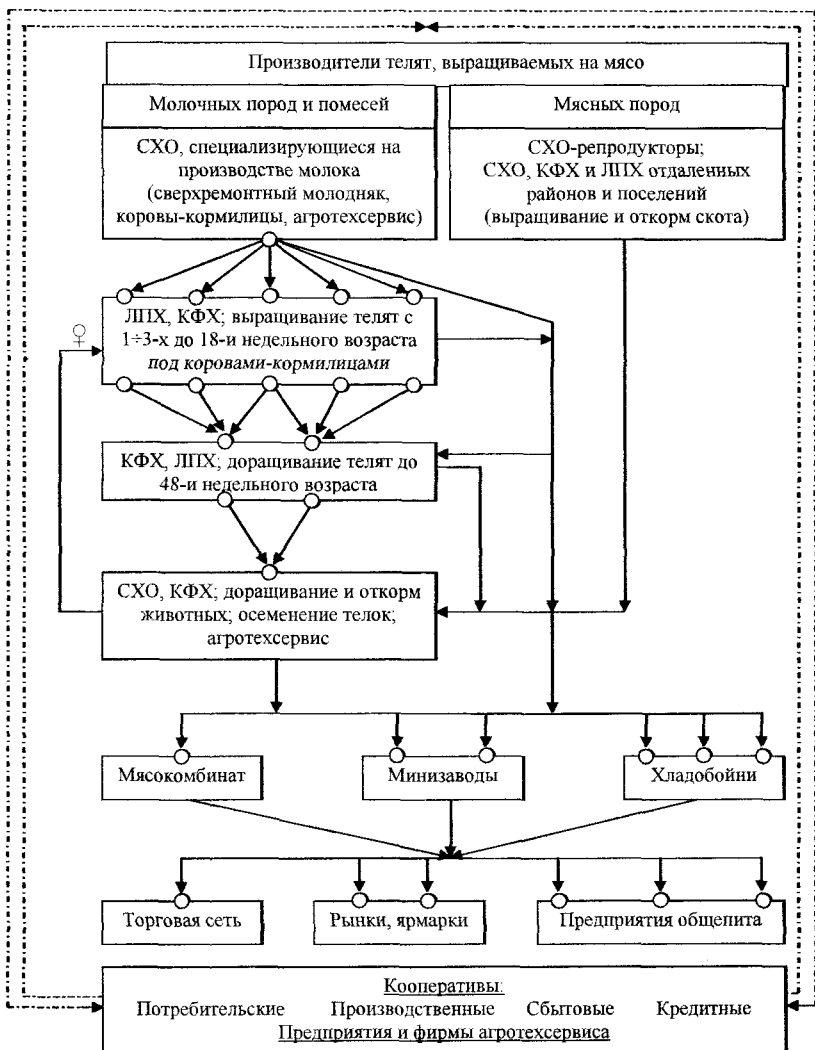 Производители телят, выращиваемых на мясо
Молочных пород и помесей
Мясных пород
СХО, специализирующиеся на
производстве молока
(сверхремонтный молодняк,
коровы-кормилицы, агротехсервис)
СХО-репродукторы;
СХО, КФХ и ЛПХ отдаленных
районов и поселений
(выращивание и откорм скота)
♀
ЛПХ, КФХ; выращивание телят с
1÷3-х до 18-и недельного возраста
под коровами-кормилицами
КФХ, ЛПХ; доращивание телят до
48-и недельного возраста
СХО, КФХ; доращивание и откорм
животных; осеменение телок;
агротехсервис
Мясокомбинат
Минизаводы
Хладобойни
Торговая сеть
Рынки, ярмарки
Предприятия общепита
Кооперативы:
Потребительские Производственные Сбытовые Кредитные
Предприятия и фирмы агротехсервиса